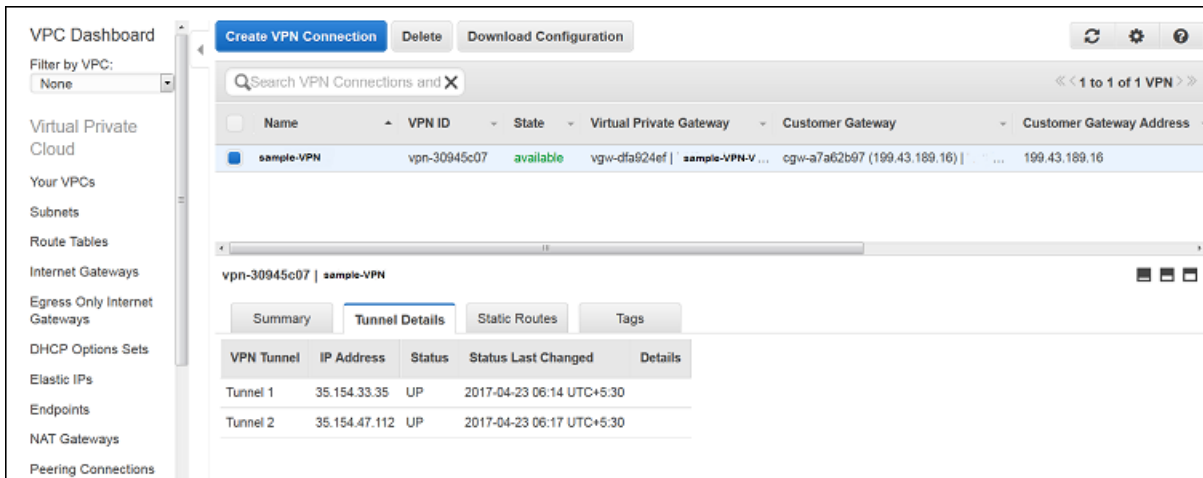 VPC Dashboard
Filter by VPC:
None
Virtual Private
Cloud
Your VPCs
Subnets
Route Tables
Internet Gateways
Egress Only Internet
Gateways
DHCP Options Sets
Elastic IPs
Endpoints
NAT Gateways
Peering Connections
Create VPN Connection Delete Download Configuration
Search VPN Connections and
1 to 1 of 1 VPN
Name VPN ID State Virtual Private Gateway Customer Gateway Customer Gateway Address
sample-VPN vpn-30945c07 available vgw-dfa924ef | sample-VPN-V ... cgw-a7a62b97 (199.43.189.16) | ... 199.43.189.16
vpn-30945c07 | sample-VPN
Summary Tunnel Details Static Routes Tags
VPN Tunnel IP Address Status Status Last Changed Details
Tunnel 1 35.154.33.35 UP 2017-04-23 06:14 UTC+5:30
Tunnel 2 35.154.47.112 UP 2017-04-23 06:17 UTC+5:30